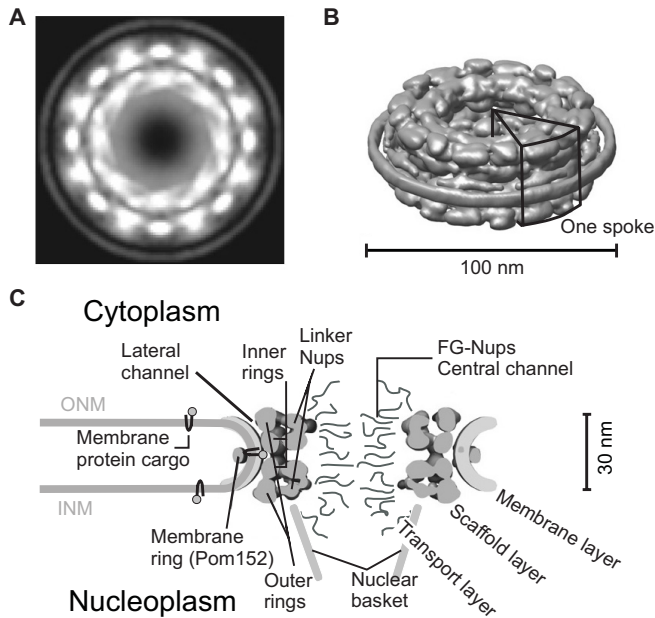 A
B
One spoke
100 nm
C
Cytoplasm
Lateral
channel
Inner
rings
Linker
Nups
FG-Nups
Central channel
ONM
Membrane
protein cargo
INM
30 nm
Membrane
ring (Pom152)
Outer
rings
Nuclear
basket
Transport layer
Scaffold layer
Membrane layer
Nucleoplasm